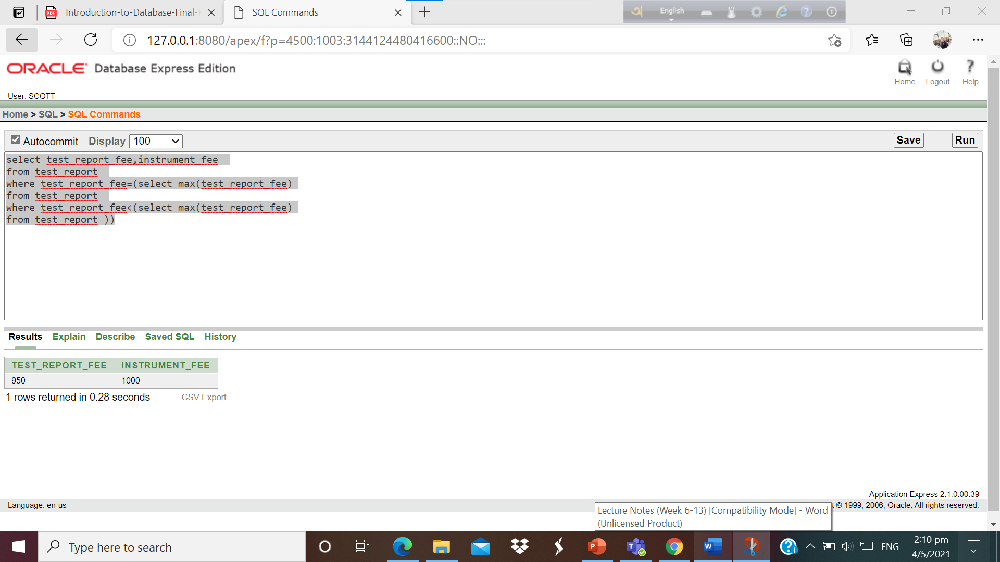 Introduction-to-Database-Final-
SQL Commands
English
127.0.0.1:8080/apex/f?p=4500:1003:3144124480416600::NO:::
ORACLE Database Express Edition
Home
Logout
Help
User: SCOTT
Home > SQL > SQL Commands
Autocommit Display 100
Save
Run
select test_report_fee,instrument_fee
from test_report
where test_report_fee=(select max(test_report_fee)
from test_report
where test_report_fee<(select max(test_report_fee)
from test_report ))
Results Explain Describe Saved SQL History
TEST_REPORT_FEE INSTRUMENT_FEE
950 1000
1 rows returned in 0.28 seconds CSV Export
Application Express 2.1.0.00.39
Language: en-us
© 1999, 2006, Oracle. All rights reserved.
Lecture Notes (Week 6-13) [Compatibility Mode] - Word
(Unlicensed Product)
Type here to search
ENG
2:10 pm
4/5/2021